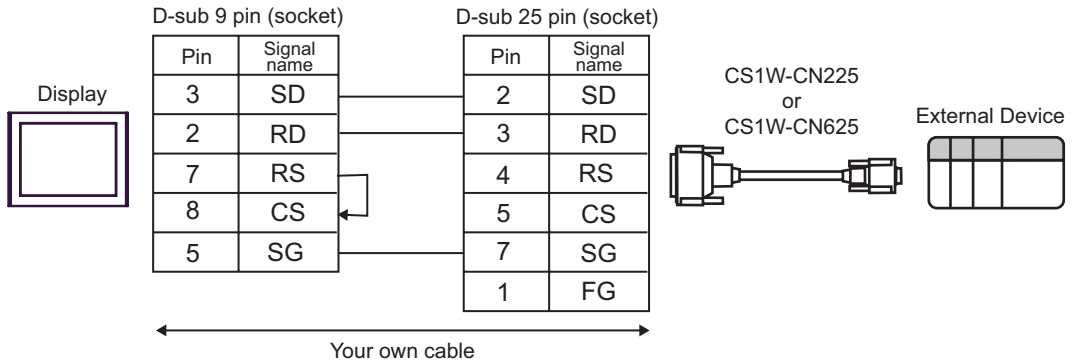 D-sub 9 pin (socket)
D-sub 25 pin (socket)
Display
Pin Signal name
3 SD
2 RD
7 RS
8 CS
5 SG
Pin Signal name
2 SD
3 RD
4 RS
5 CS
7 SG
1 FG
CS1W-CN225
or
CS1W-CN625
External Device
Your own cable